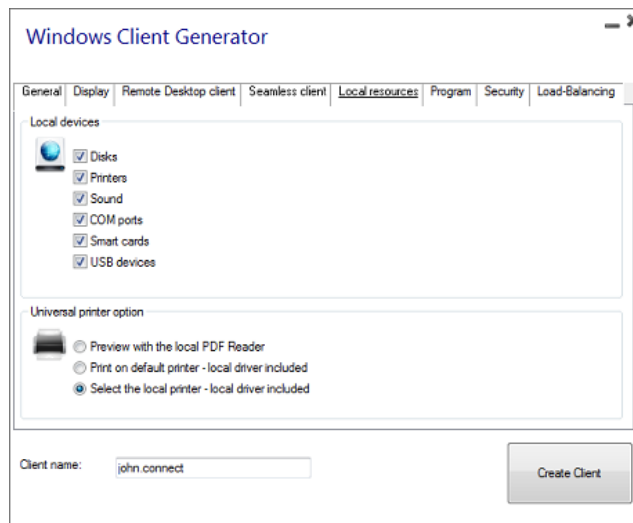 Windows Client Generator
General Display Remote Desktop client Seamless client Local resources Program Security Load-Balancing
Local devices
Disks
Printers
Sound
COM ports
Smart cards
USB devices
Universal printer option
Preview with the local PDF Reader
Print on default printer - local driver included
Select the local printer - local driver included
Client name: john.connect
Create Client